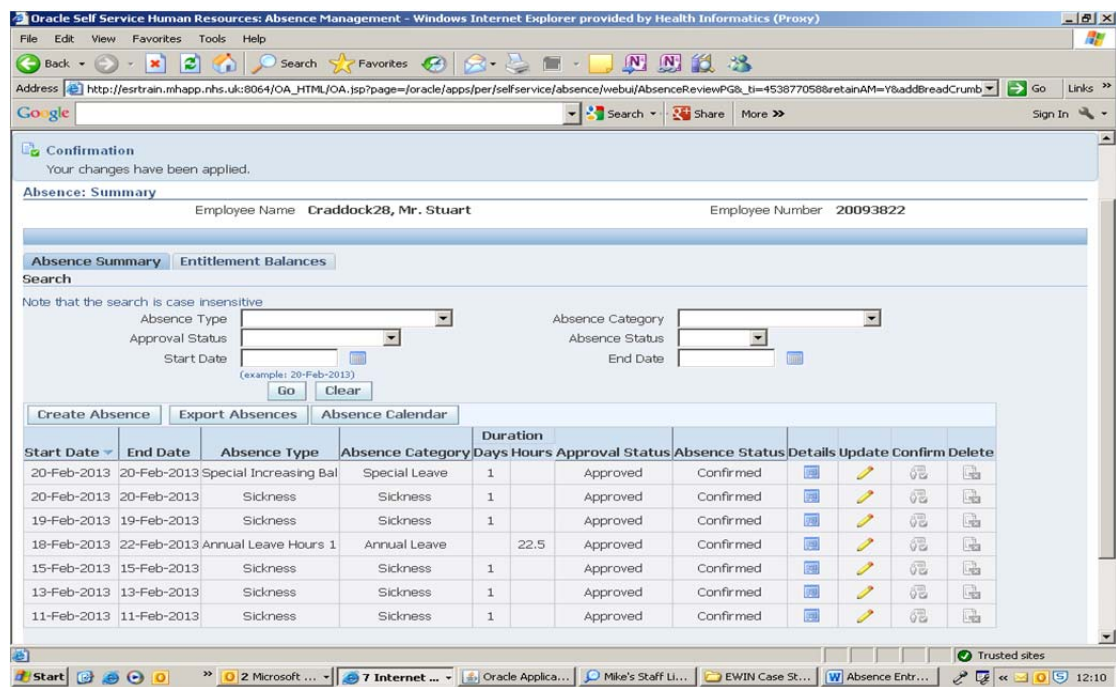 Oracle Self Service Human Resources: Absence Management - Windows Internet Explorer provided by Health Informatics (Proxy)
File Edit View Favorites Tools Help
Back Search Favorites
Address http://esrtrain.mhapp.nhs.uk:8064/OA_HTML/OA.jsp?page=/oracle/apps/per/selfservice/absence/webui/AbsenceReviewPG&_ti=453877058&retainAM=Y&addBreadCrumb Go Links »
Google Search Share More » Sign In
Confirmation
Your changes have been applied.
Absence: Summary
Employee Name Craddock28, Mr. Stuart Employee Number 20093822
Absence Summary Entitlement Balances
Search
Note that the search is case insensitive
Absence Type Absence Category
Approval Status Absence Status
Start Date End Date
(example: 20-Feb-2013)
Go Clear
Create Absence Export Absences Absence Calendar
Duration
Start Date End Date Absence Type Absence Category Days Hours Approval Status Absence Status Details Update Confirm Delete
20-Feb-2013 20-Feb-2013 Special Increasing Bal Special Leave 1 Approved Confirmed
20-Feb-2013 20-Feb-2013 Sickness Sickness 1 Approved Confirmed
19-Feb-2013 19-Feb-2013 Sickness Sickness 1 Approved Confirmed
18-Feb-2013 22-Feb-2013 Annual Leave Hours 1 Annual Leave 22.5 Approved Confirmed
15-Feb-2013 15-Feb-2013 Sickness Sickness 1 Approved Confirmed
13-Feb-2013 13-Feb-2013 Sickness Sickness 1 Approved Confirmed
11-Feb-2013 11-Feb-2013 Sickness Sickness 1 Approved Confirmed
Trusted sites
Start » 2 Microsoft ... 7 Internet ... Oracle Applica... Mike's Staff Li... EWIN Case St... Absence Entr... « 12:10